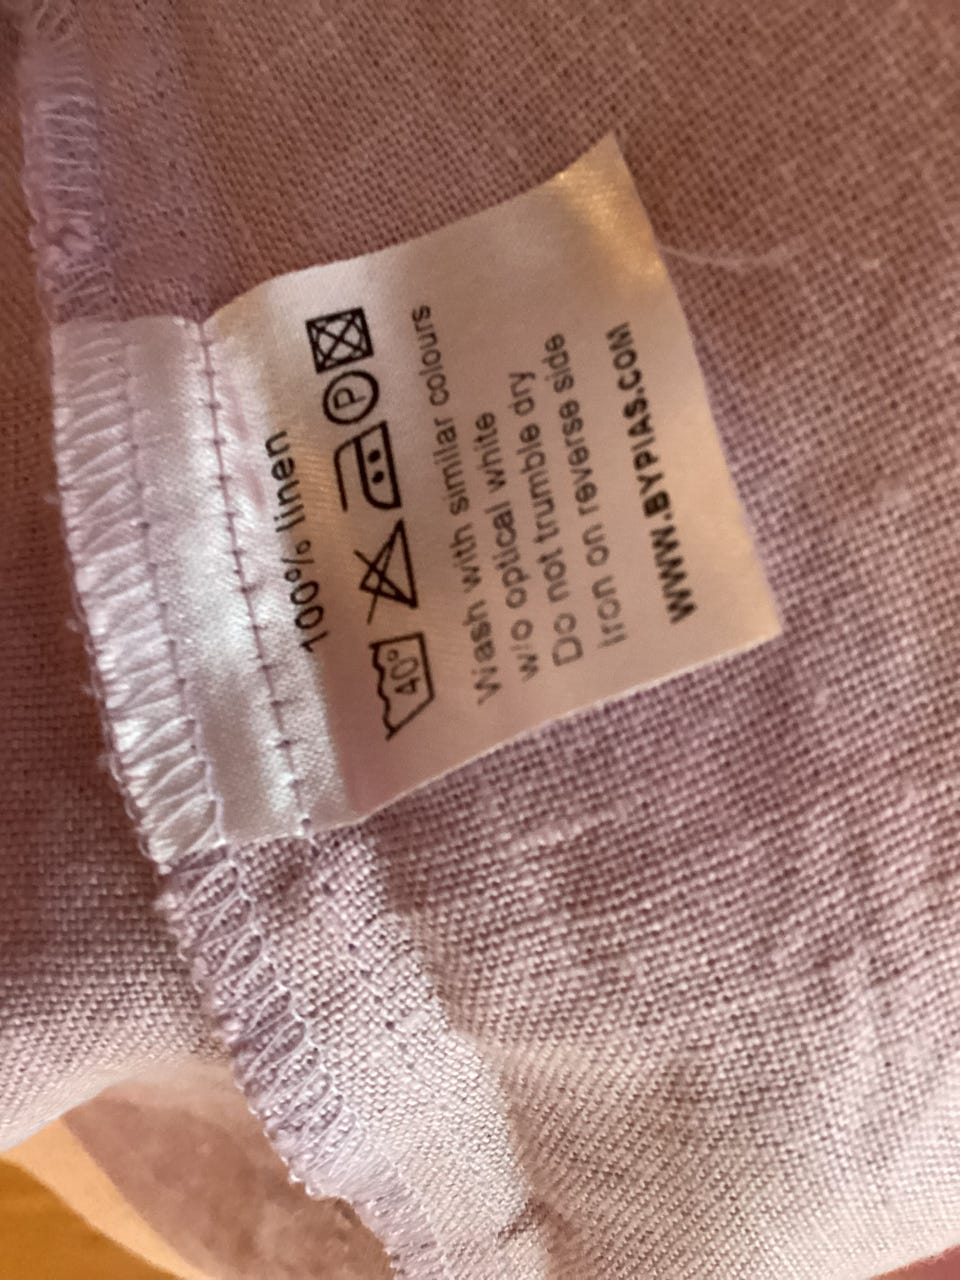 100% linen
40° P
Wash with similar colours
w/o optical white
Do not trumble dry
Iron on reverse side
WWW.BYPIAS.COM